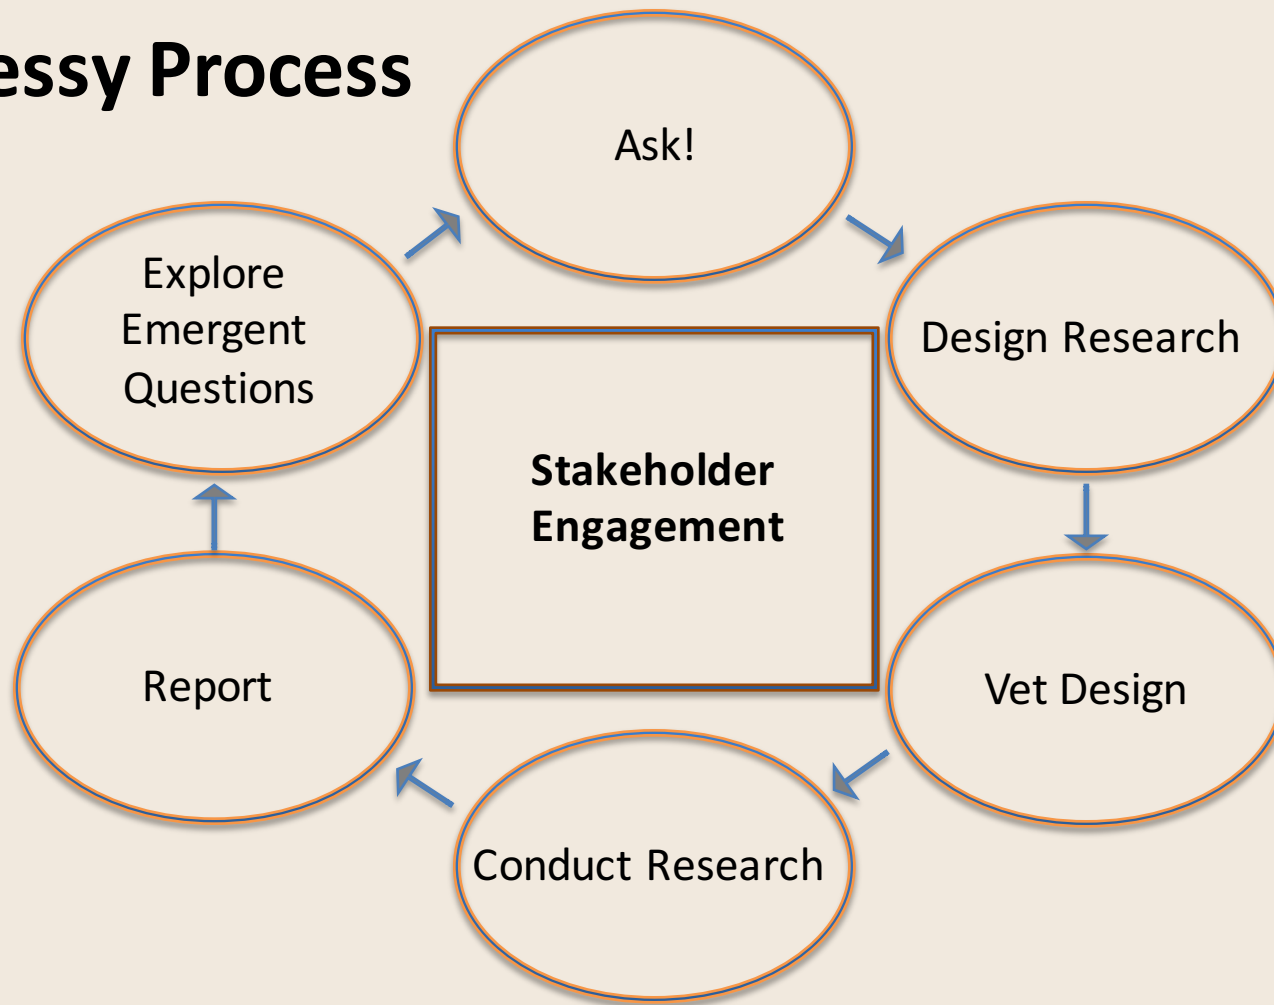 essy Process
Ask!
Design Research
Vet Design
Conduct Research
Report
Explore
Emergent
Questions
Stakeholder
Engagement